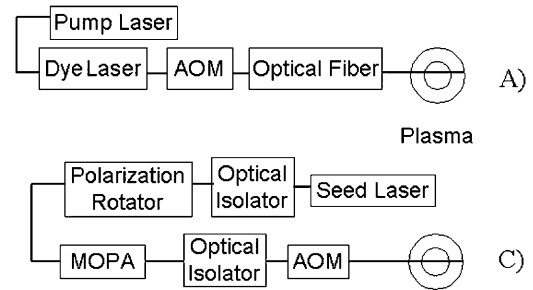 Pump Laser
Dye Laser
AOM
Optical Fiber
A)
Plasma
Polarization
Rotator
Optical
Isolator
Seed Laser
MOPA
Optical
Isolator
AOM
C)